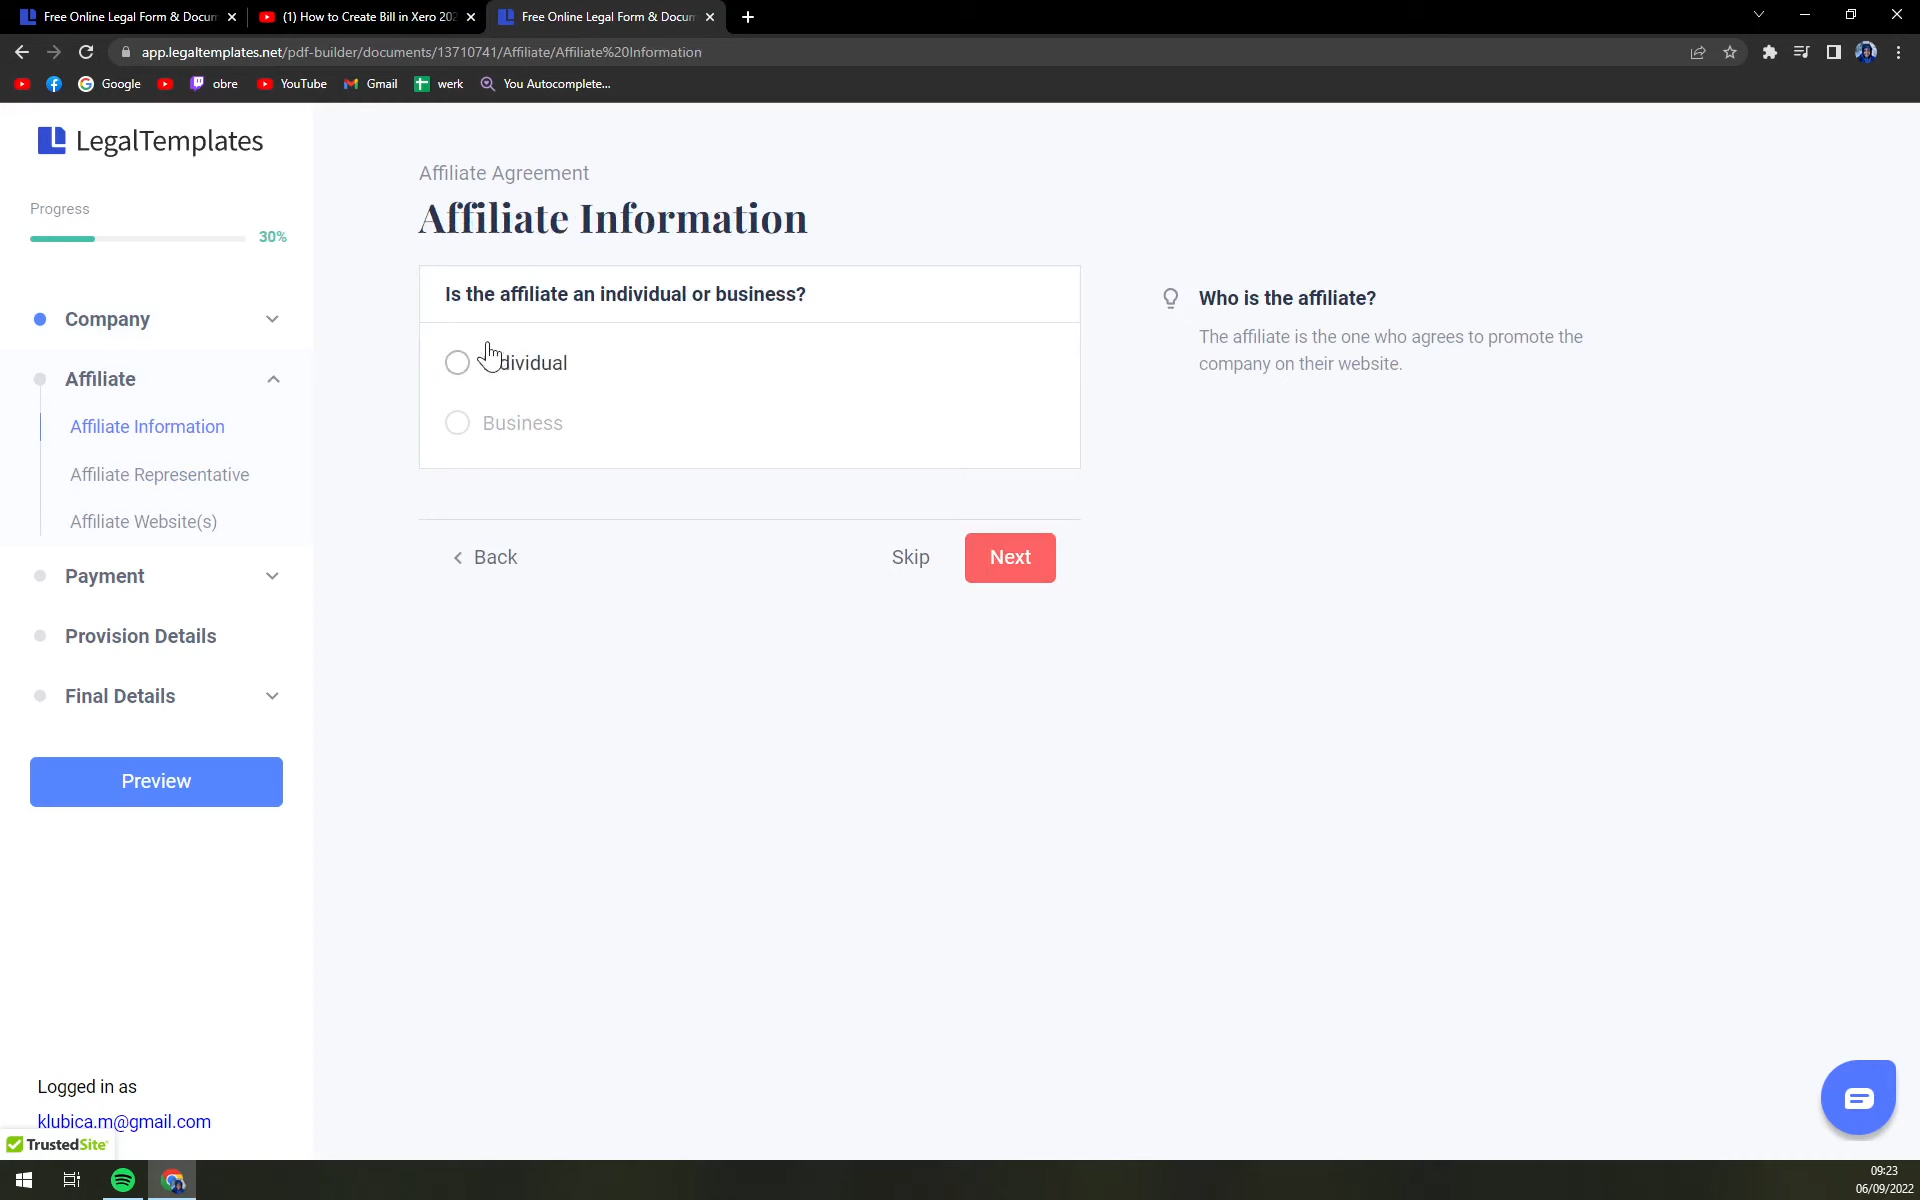 Free Online Legal Form & Docum
(1) How to Create Bill in Xero 202
Free Online Legal Form & Docum
app.legaltemplates.net/pdf-builder/documents/13710741/Affiliate/Affiliate%20Information
Google
obre
YouTube
Gmail
werk
You Autocomplete...
LegalTemplates
Progress
30%
Company
Affiliate
Affiliate Information
Affiliate Representative
Affiliate Website(s)
Payment
Provision Details
Final Details
Preview
Logged in as
klubica.m@gmail.com
TrustedSite
Affiliate Agreement
Affiliate Information
Is the affiliate an individual or business?
dividual
Business
Back
Skip
Next
Who is the affiliate?
The affiliate is the one who agrees to promote the
company on their website.
09:23
06/09/2022